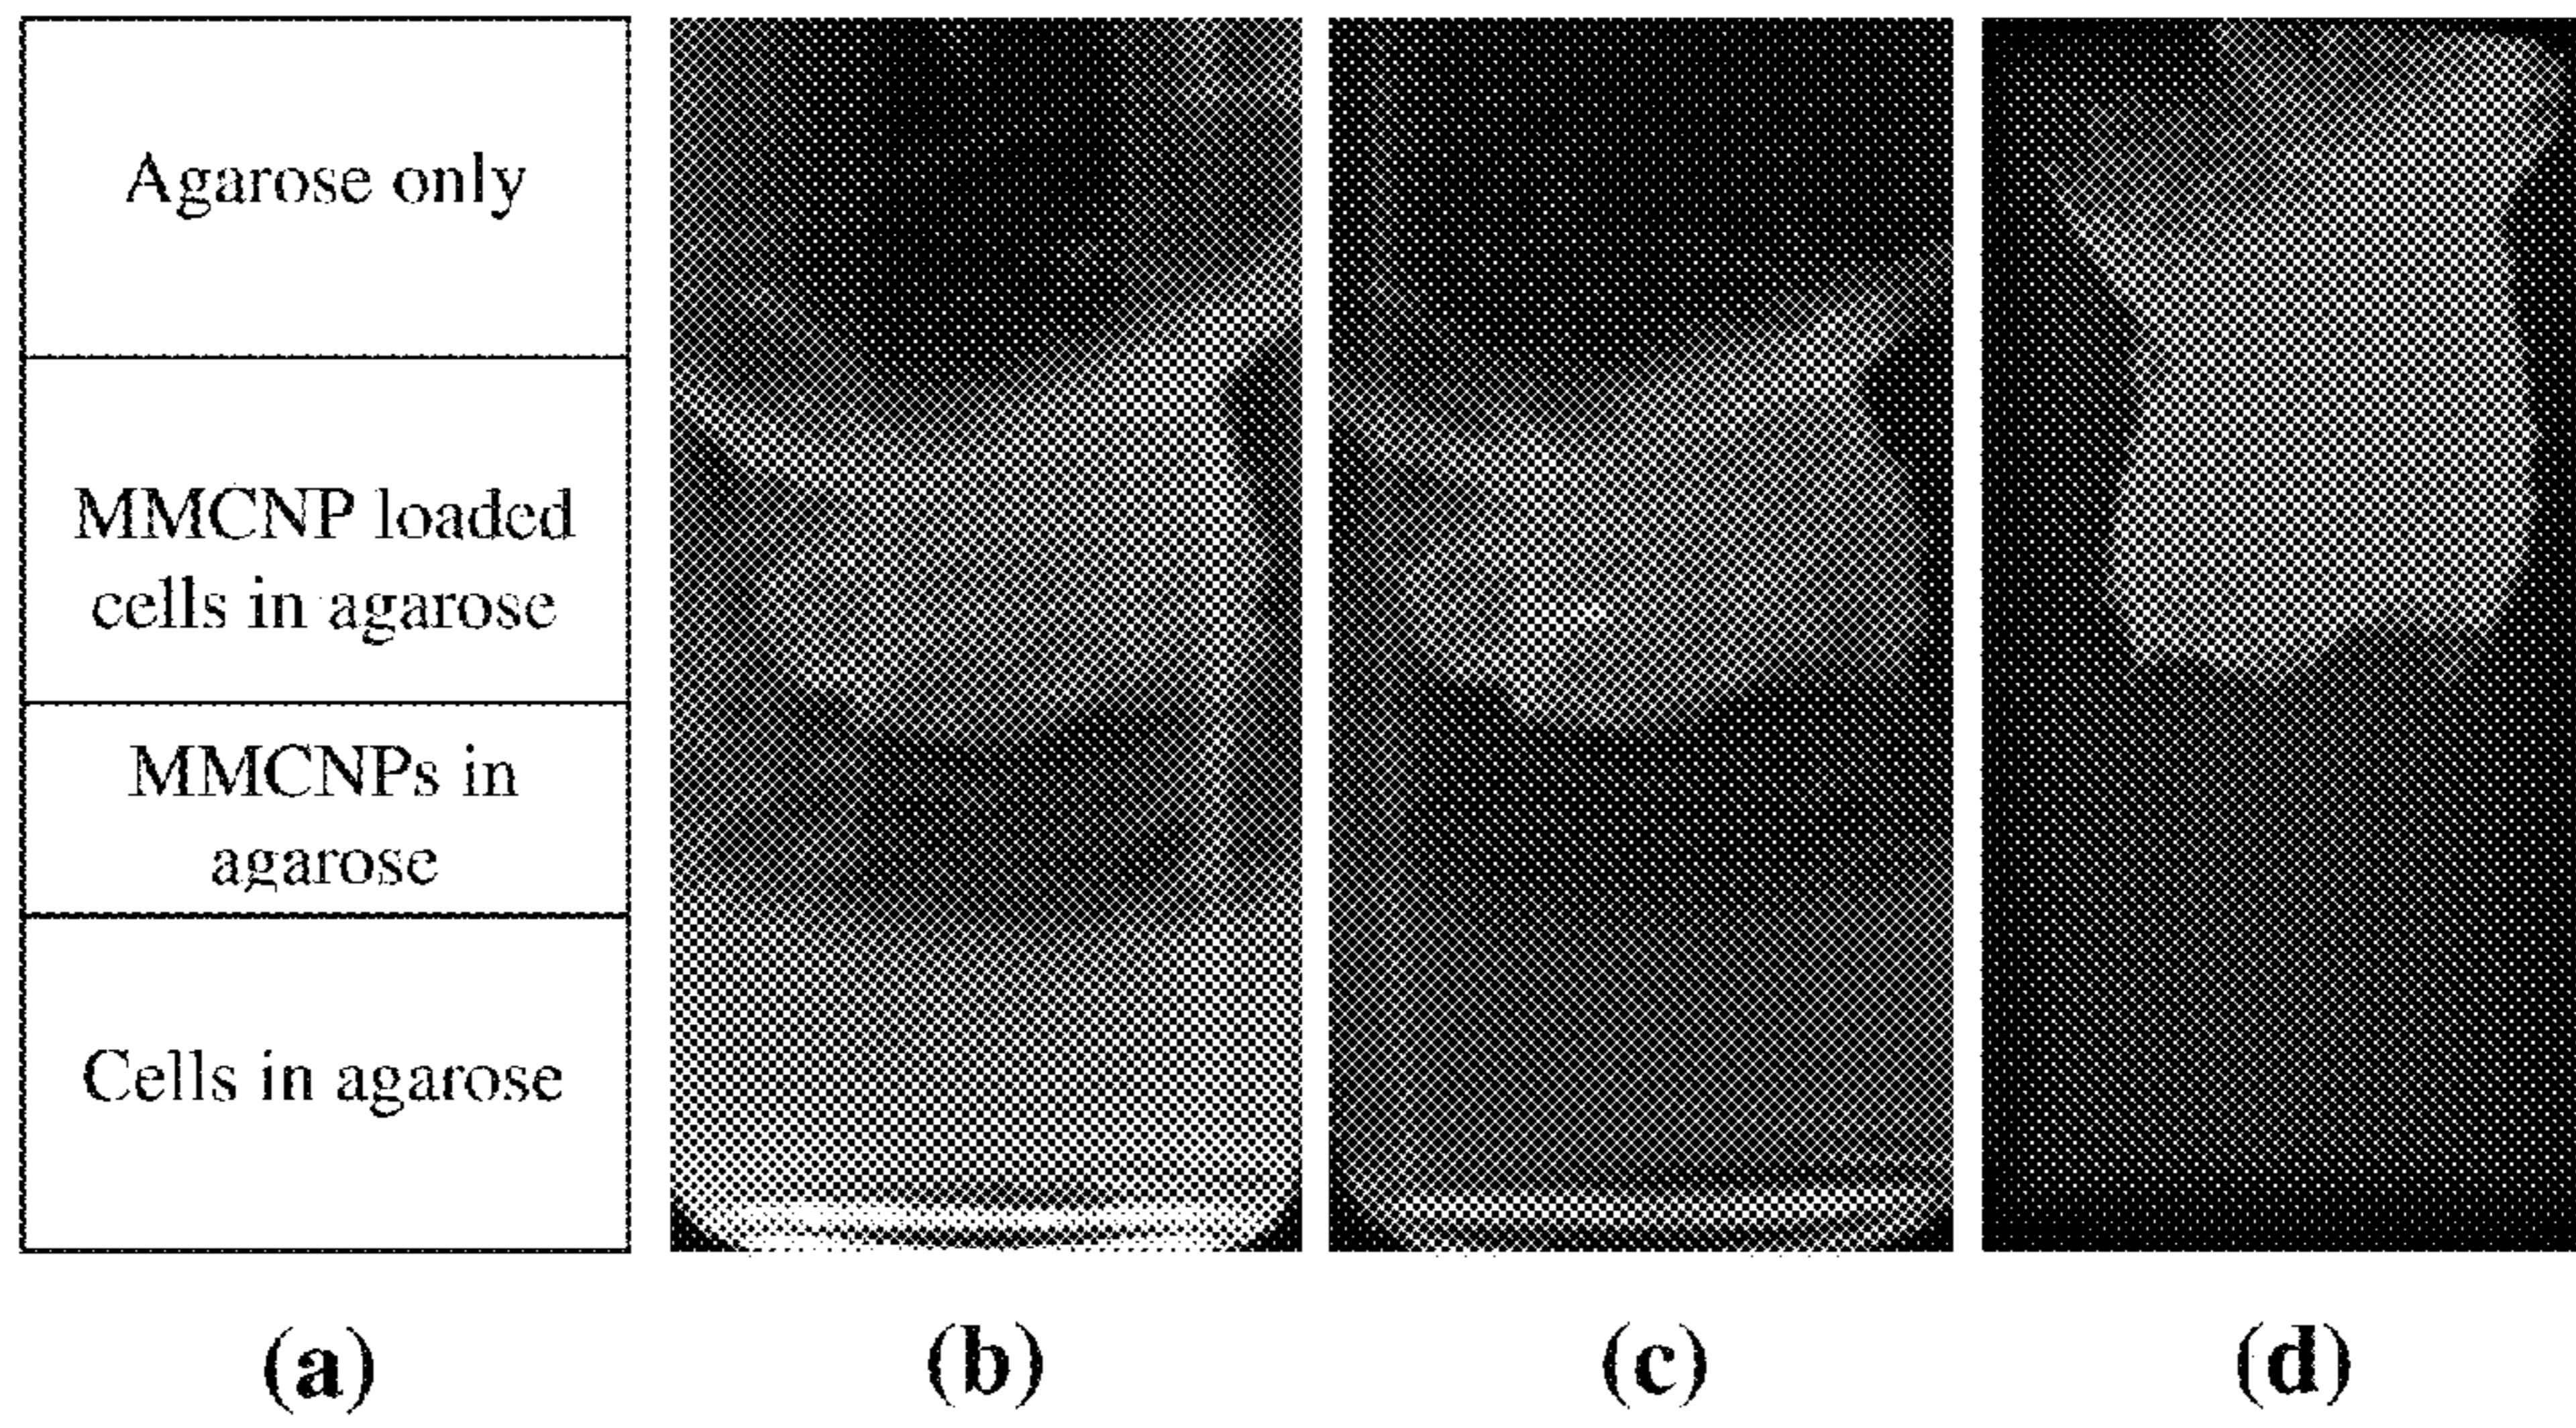 Agarose only
MMCNP loaded
cells in agarose
MMCNPs in
agarose
Cells in agarose
(a)
(b)
(c)
(d)